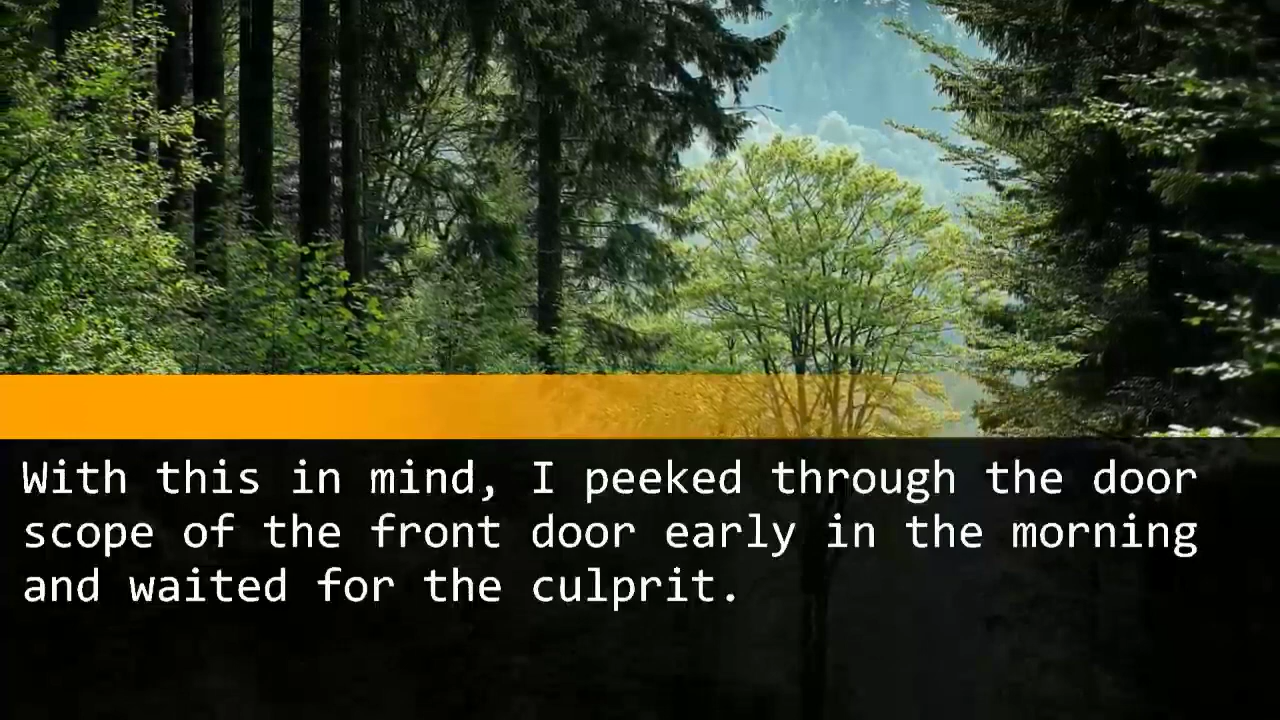 With this in mind, I peeked through the door
scope of the front door early in the morning
and waited for the culprit.